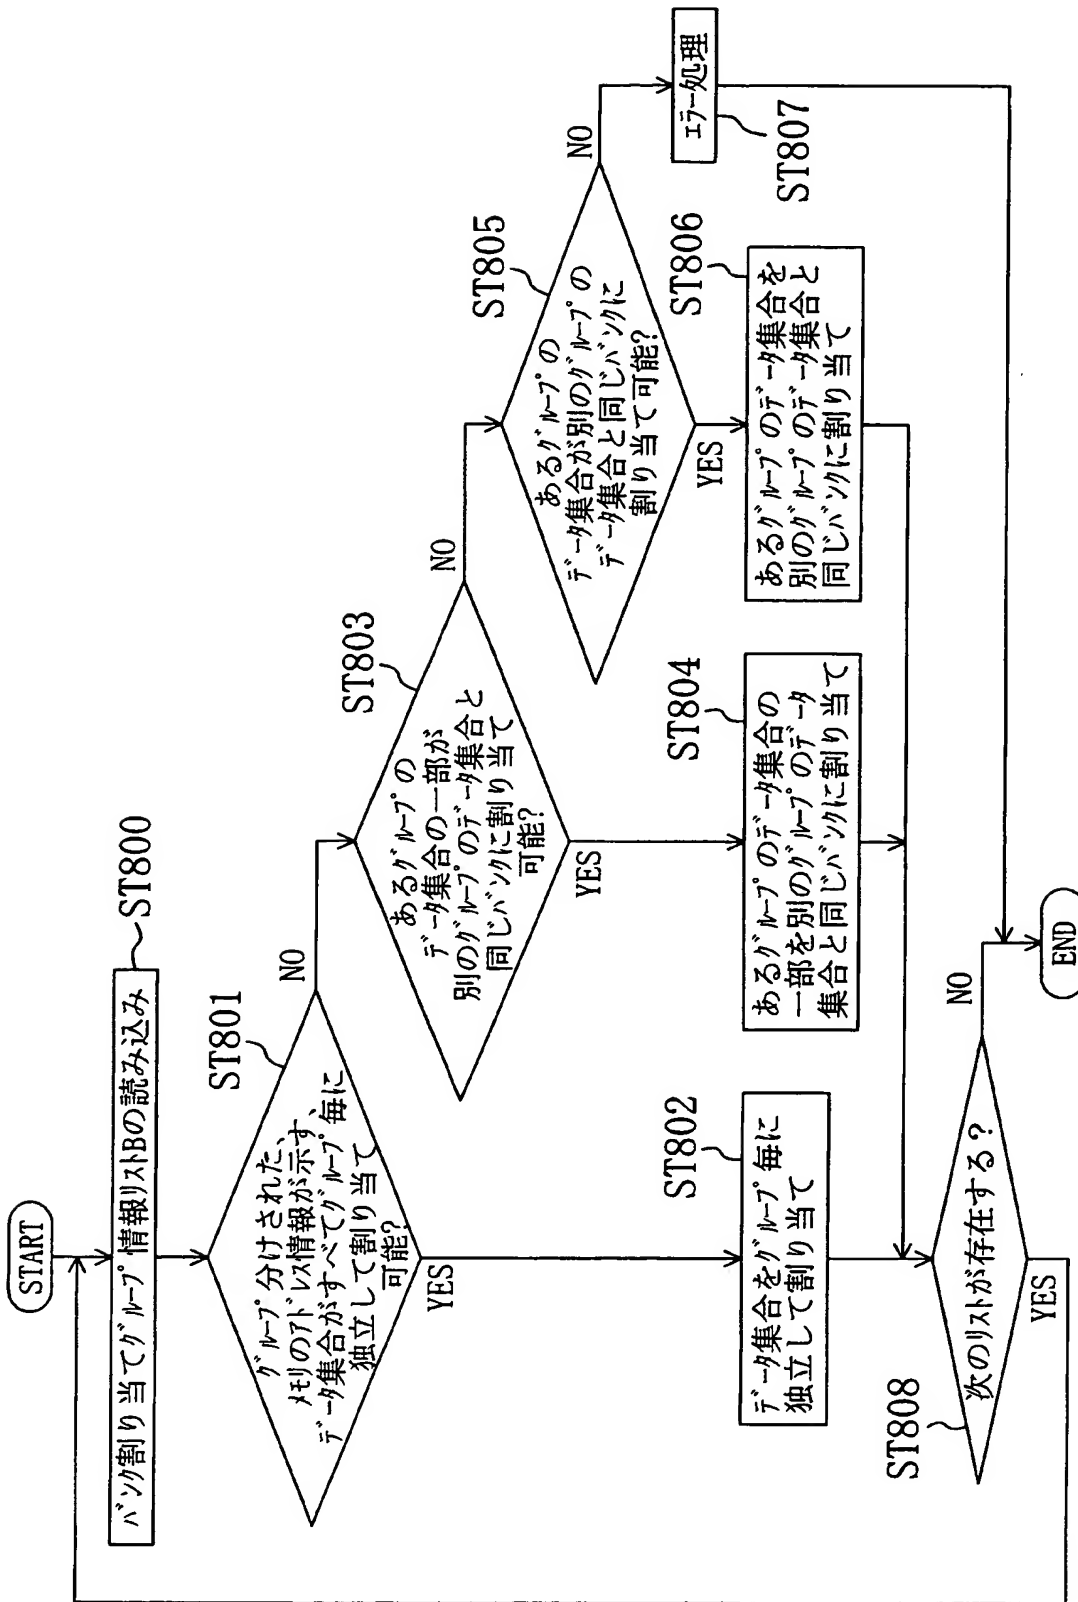 START
バンク割り当てグループ情報リストBの読み込み
ST800
グループ分けされた、
メモリのアドレス情報が示す、
データ集合がすべてグループ毎に
独立して割り当て
可能?
ST801
NO
YES
データ集合をグループ毎に
独立して割り当て
ST802
あるグループの
データ集合の一部が
別のグループのデータ集合と
同じバンクに割り当て
可能?
ST803
NO
YES
あるグループのデータ集合の
一部を別のグループのデータ
集合と同じバンクに割り当て
ST804
あるグループの
データ集合が別のグループの
データ集合と同じバンクに
割り当て可能?
ST805
NO
YES
あるグループのデータ集合を
別のグループのデータ集合と
同じバンクに割り当て
ST806
エラー処理
ST807
次のリストが存在する?
ST808
NO
YES
END